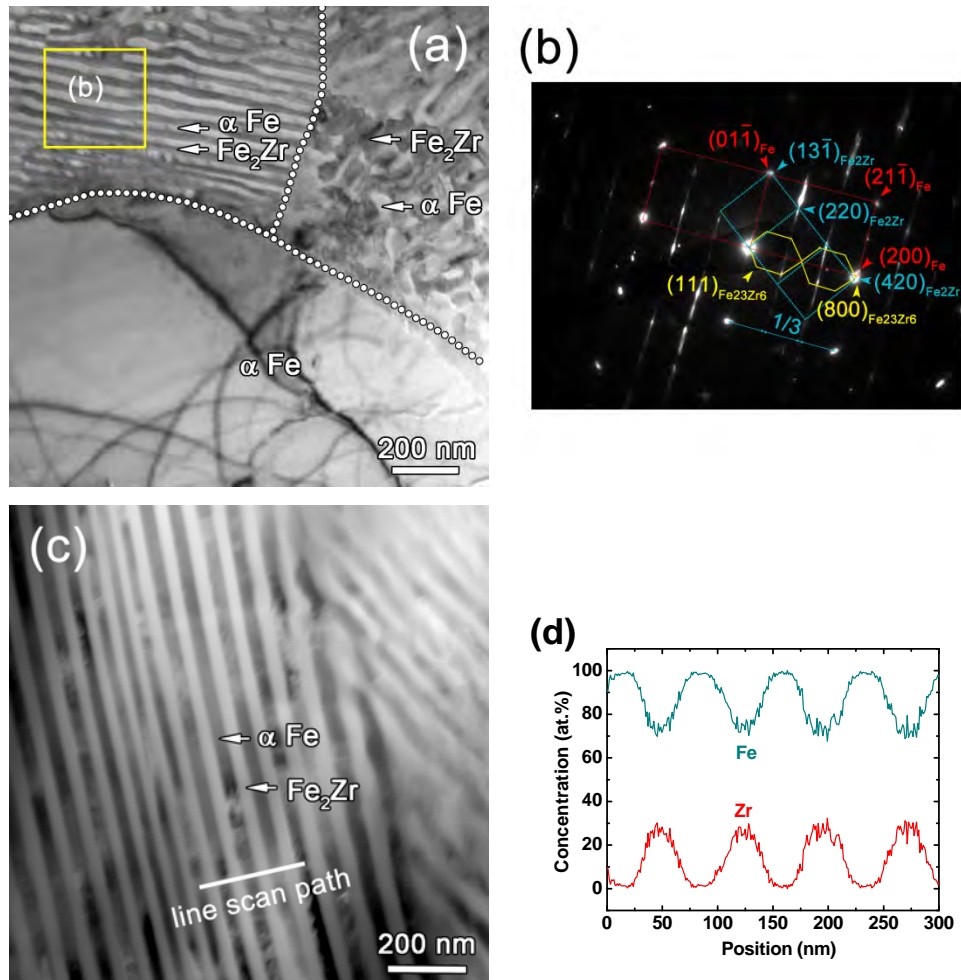 (a)
(b)
α Fe
Fe₂Zr
Fe₂Zr
α Fe
α Fe
200 nm
(b)
(011̄)Fe
(131̄)Fe2Zr
(211̄)Fe
(220)Fe2Zr
(200)Fe
(420)Fe2Zr
(111)Fe23Zr6
(800)Fe23Zr6
1/3
(c)
α Fe
Fe₂Zr
line scan path
200 nm
(d)
Concentration (at.%)
100
80
60
40
20
0
Fe
Zr
0 50 100 150 200 250 300
Position (nm)